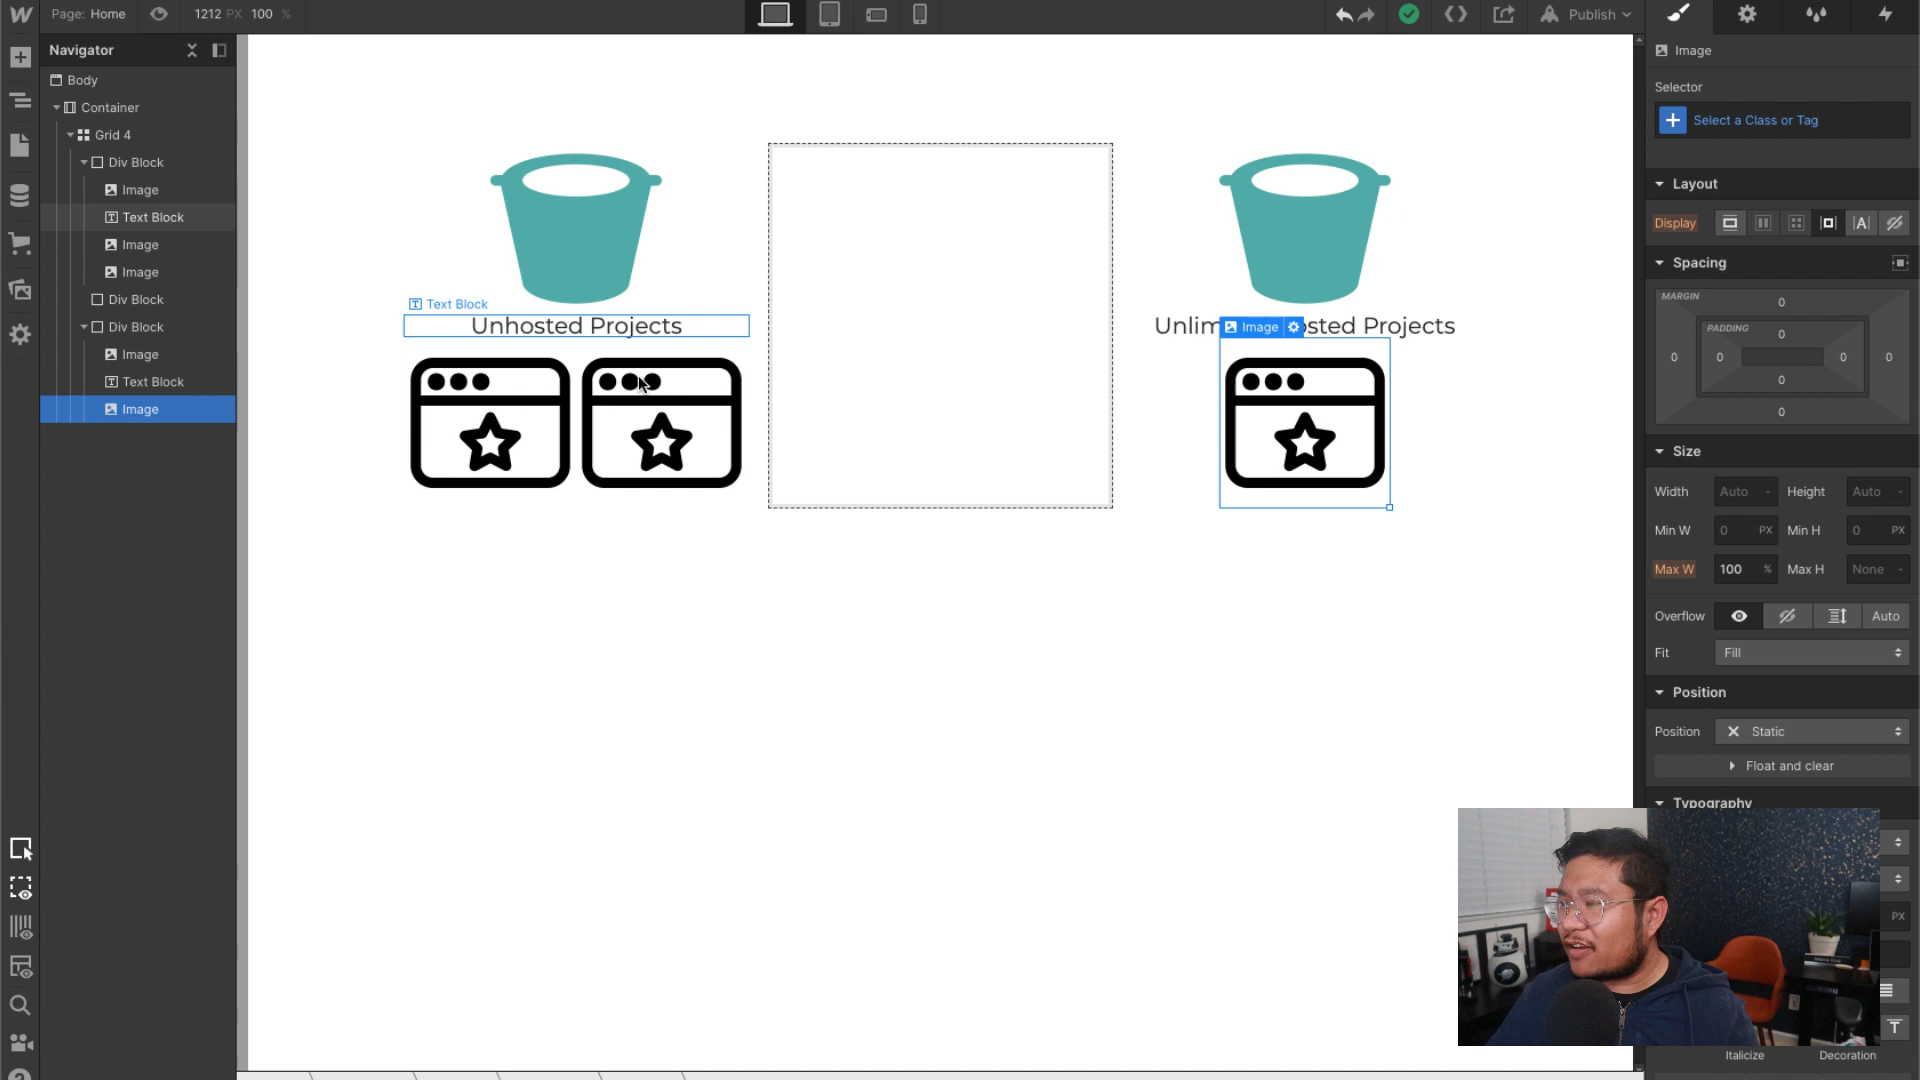 Page: Home
1212 PX 100 %
Publish
Navigator
Body
Container
Grid 4
Div Block
Image
Text Block
Image
Image
Div Block
Div Block
Image
Text Block
Image
Text Block
Unhosted Projects
Unlim
sted Projects
Image
Image
Selector
Select a Class or Tag
Layout
Display
Spacing
MARGIN
0
PADDING
0
0 0 0 0
0
0
Size
Width Auto - Height Auto -
Min W 0 PX Min H 0 PX
Max W 100 % Max H None -
Overflow Auto
Fit Fill
Position
Position Static
Float and clear
Typography
PX
Italicize Decoration